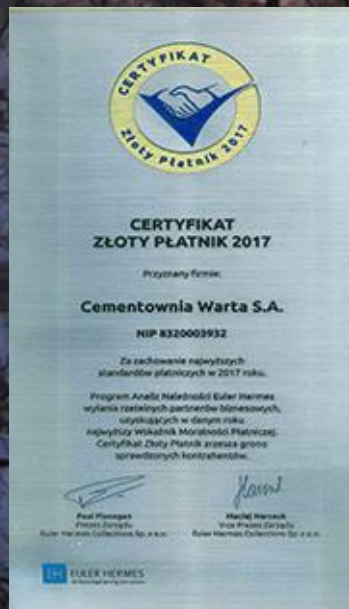 CERTYFIKAT
Złoty Płatnik 2017
CERTYFIKAT
ZŁOTY PŁATNIK 2017
Przyznany firmie:
Cementownia Warta S.A.
NIP 8320003932
Za zachowanie najwyższych
standardów płatniczych w 2017 roku.
Program Analiz Należności Euler Hermes
wyłania rzetelnych partnerów biznesowych,
uzyskujących w danym roku
najwyższy Wskaźnik Moralności Płatniczej.
Certyfikat Złoty Płatnik zrzesza grono
sprawdzonych kontrahentów.
Paul Flanagan
Prezes Zarządu
Euler Hermes Collections Sp. z o.o.
Maciej Harczuk
Vice Prezes Zarządu
Euler Hermes Collections Sp. z o.o.
EULER HERMES